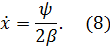 ẋ = ψ / 2β. (8)